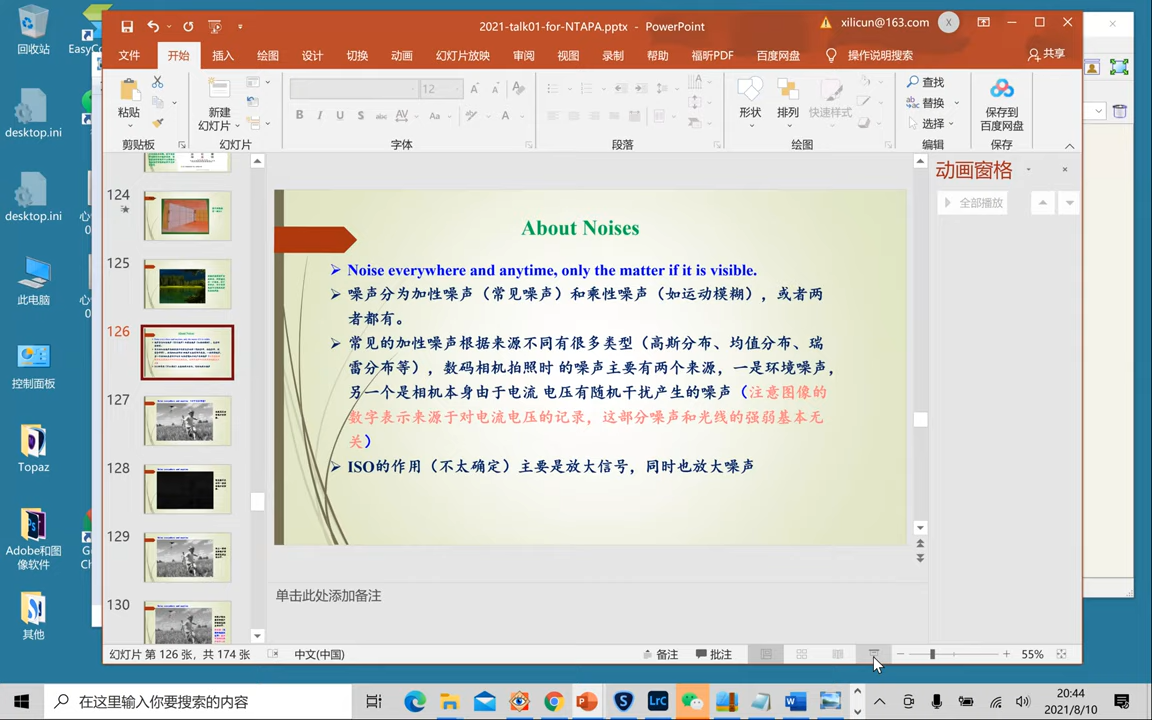 2021-talk01-for-NTAPA.pptx - PowerPoint
xilicun@163.com
X
文件 开始 插入 绘图 设计 切换 动画 幻灯片放映 审阅 视图 录制 帮助 福昕PDF 百度网盘 操作说明搜索 共享
粘贴
新建
幻灯片
12
形状 排列 快速样式
查找
替换
选择
保存到
百度网盘
剪贴板 幻灯片 字体 段落 绘图 编辑 保存
回收站
desktop.ini
desktop.ini
此电脑
控制面板
Topaz
Adobe和图
像软件
其他
124
125
126
127
128
129
130
About Noises
Noise everywhere and anytime, only the matter if it is visible.
噪声分为加性噪声（常见噪声）和乘性噪声（如运动模糊），或者两
者都有。
常见的加性噪声根据来源不同有很多类型（高斯分布、均值分布、瑞
雷分布等），数码相机拍照时 的噪声主要有两个来源，一是环境噪声，
另一个是相机本身由于电流 电压有随机干扰产生的噪声（注意图像的
数字表示来源于对电流电压的记录，这部分噪声和光线的强弱基本无
关）
ISO的作用（不太确定）主要是放大信号，同时也放大噪声
动画窗格
全部播放
单击此处添加备注
幻灯片 第 126 张，共 174 张 中文(中国) 备注 批注 55%
在这里输入你要搜索的内容
20:44
2021/8/10